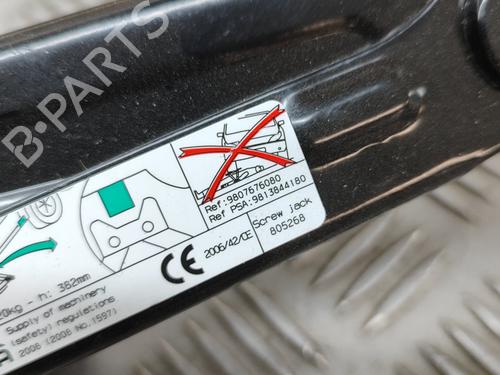 B-PARTS
Ref:9807676080
Ref PSA:9813844180
CE 2006/42/CE
Screw jack
805268
kg - h: 382mm
Supply of machinery
(safety) regulations
2008 (2008 No.1597)